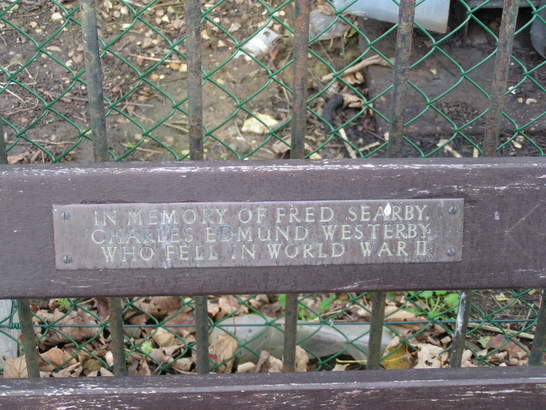 IN MEMORY OF FRED SEARBY.
CHARLES EDMUND WESTERBY.
WHO FELL IN WORLD WAR II.